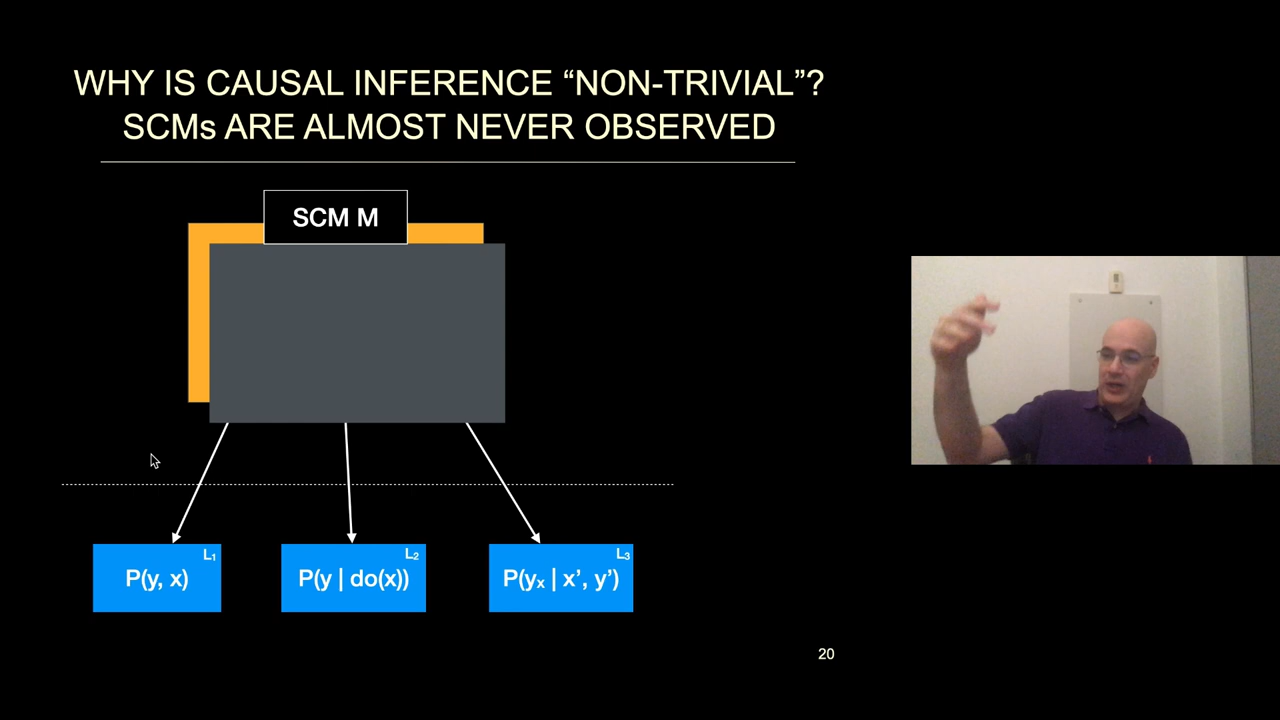 WHY IS CAUSAL INFERENCE “NON-TRIVIAL”?
SCMs ARE ALMOST NEVER OBSERVED
SCM M
L₁
P(y, x)
L₂
P(y | do(x))
L₃
P(yₓ | x’, y’)
20